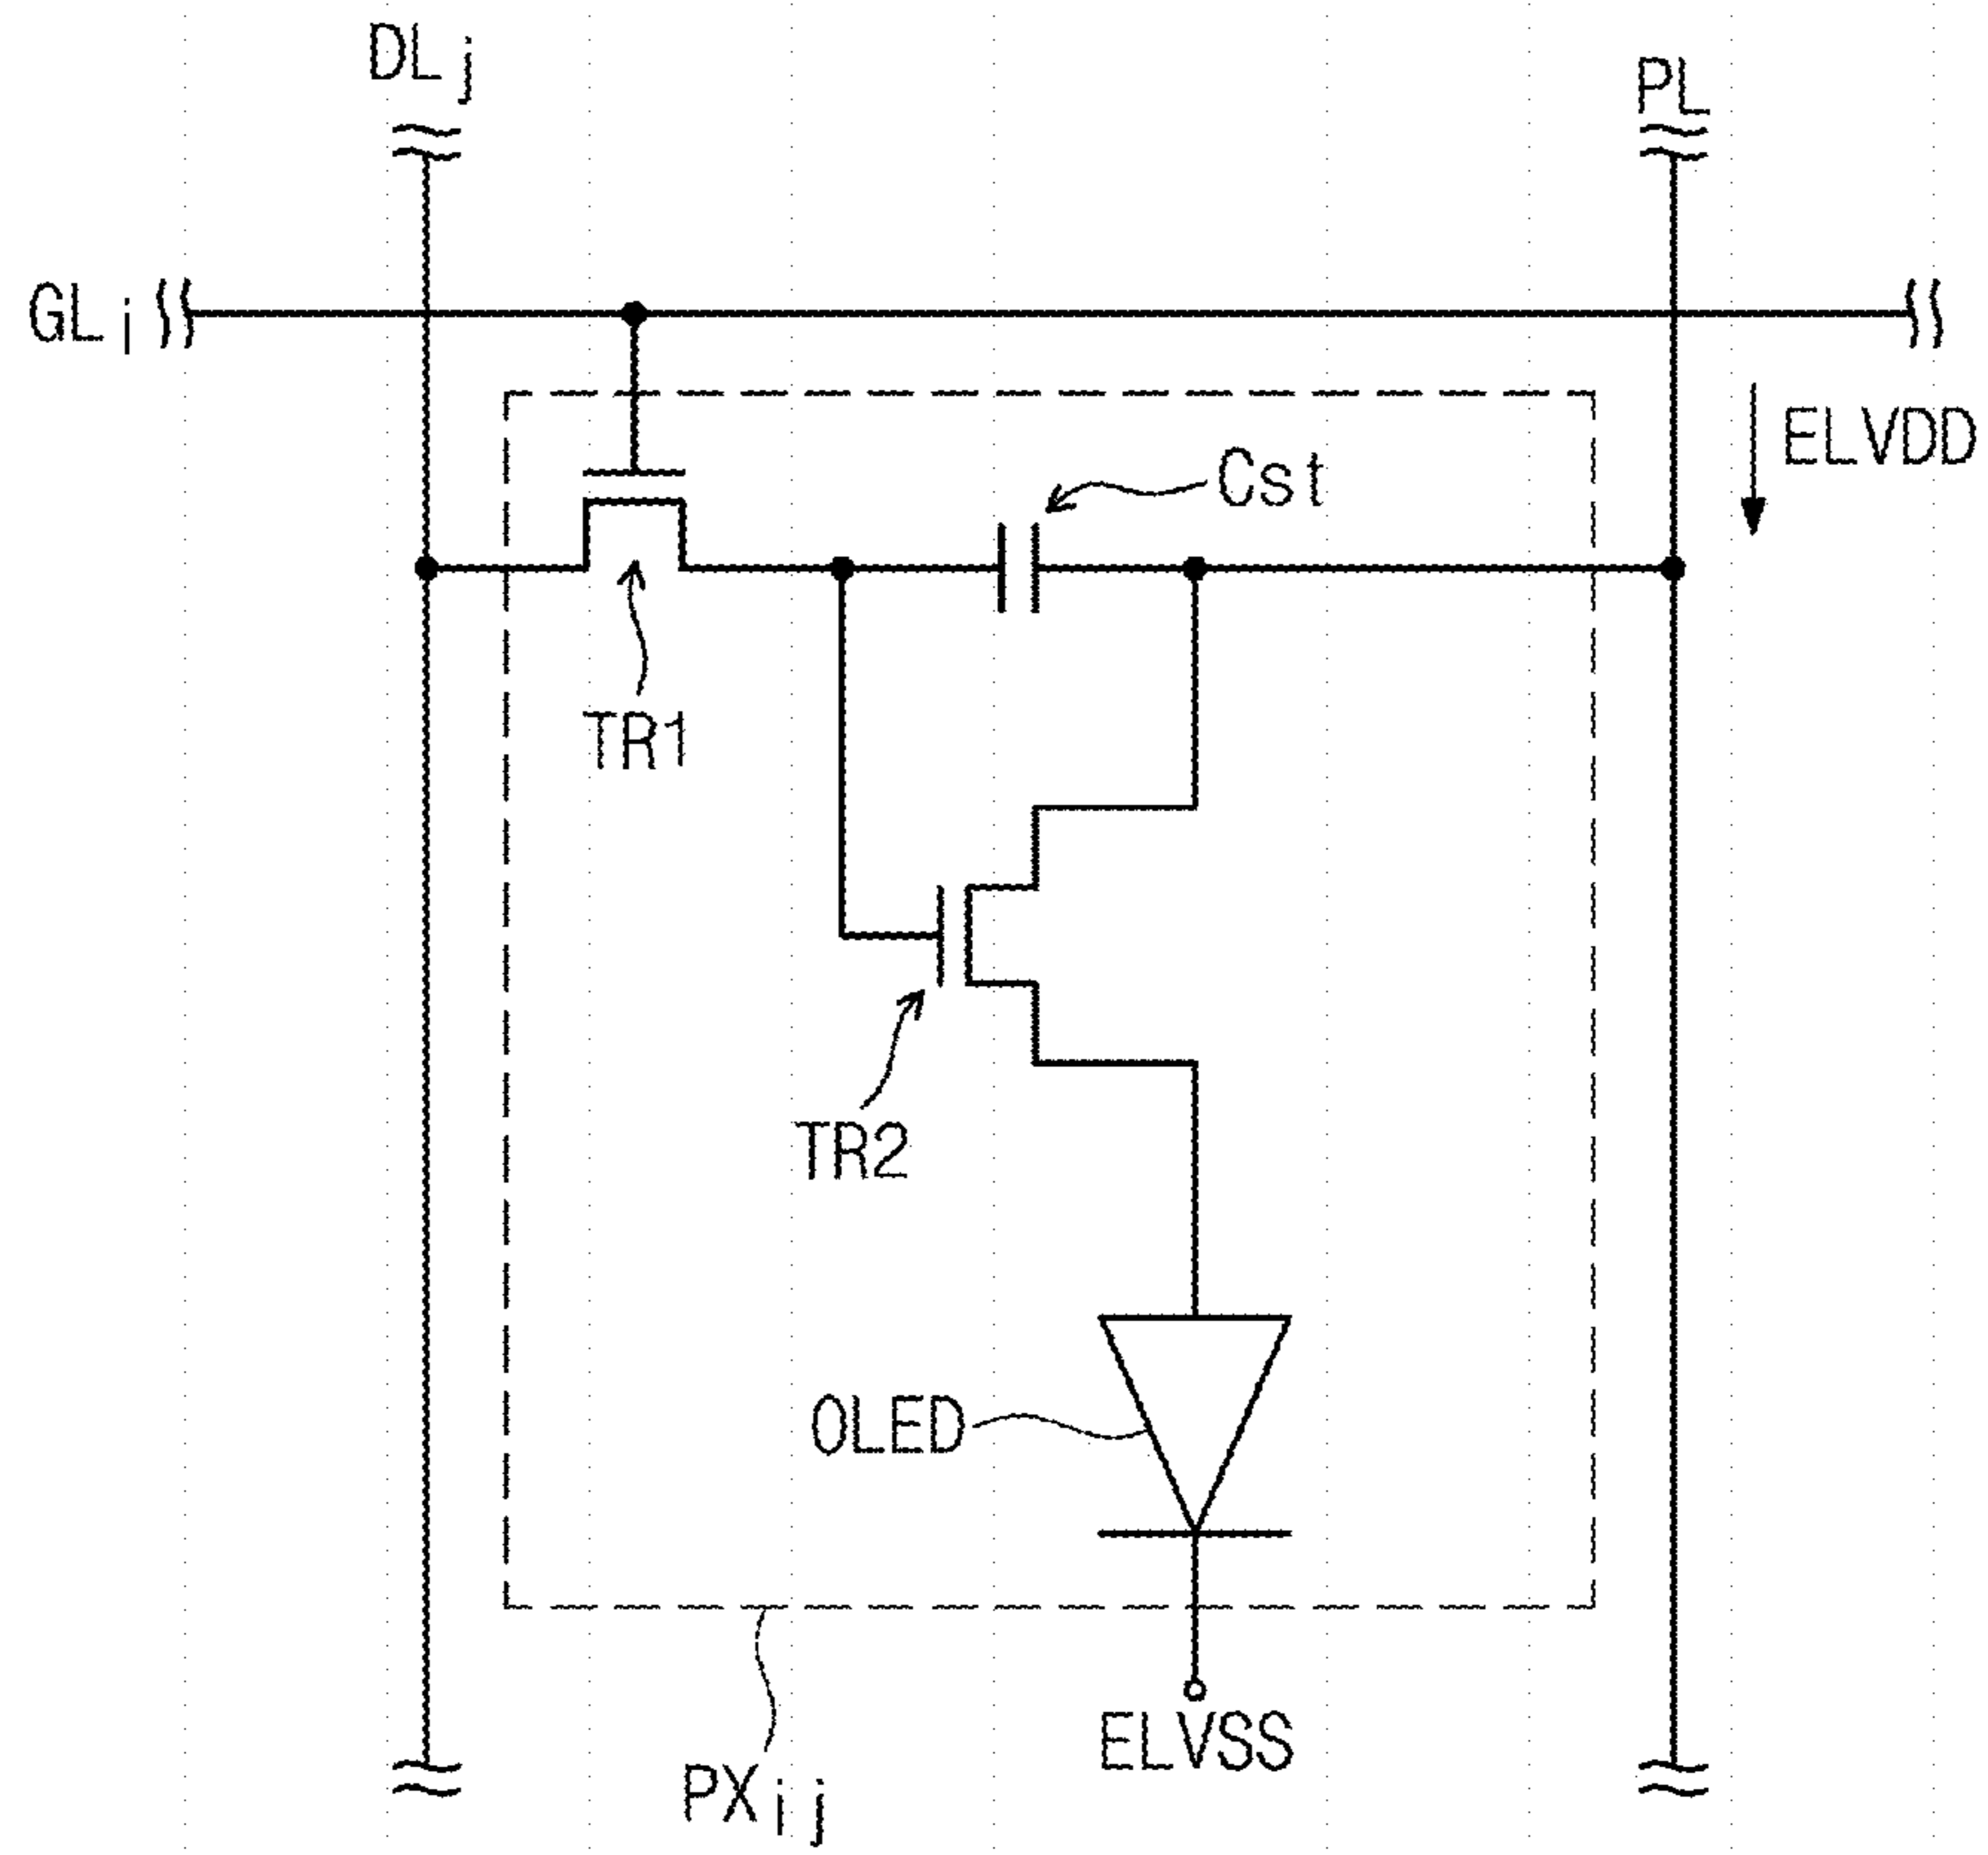 DLj
PL
GLi
ELVDD
Cst
TR1
TR2
OLED
ELVSS
PXij